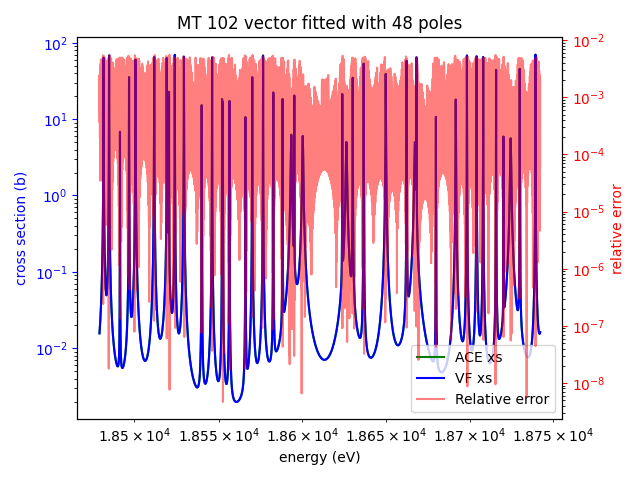 MT 102 vector fitted with 48 poles
cross section (b)
10²
10¹
10⁰
10⁻¹
10⁻²
10⁻²
10⁻³
10⁻⁴
10⁻⁵
10⁻⁶
10⁻⁷
10⁻⁸
relative error
ACE xs
VF xs
Relative error
1.85 × 10⁴ 1.855 × 10⁴ 1.86 × 10⁴ 1.865 × 10⁴ 1.87 × 10⁴ 1.875 × 10⁴
energy (eV)